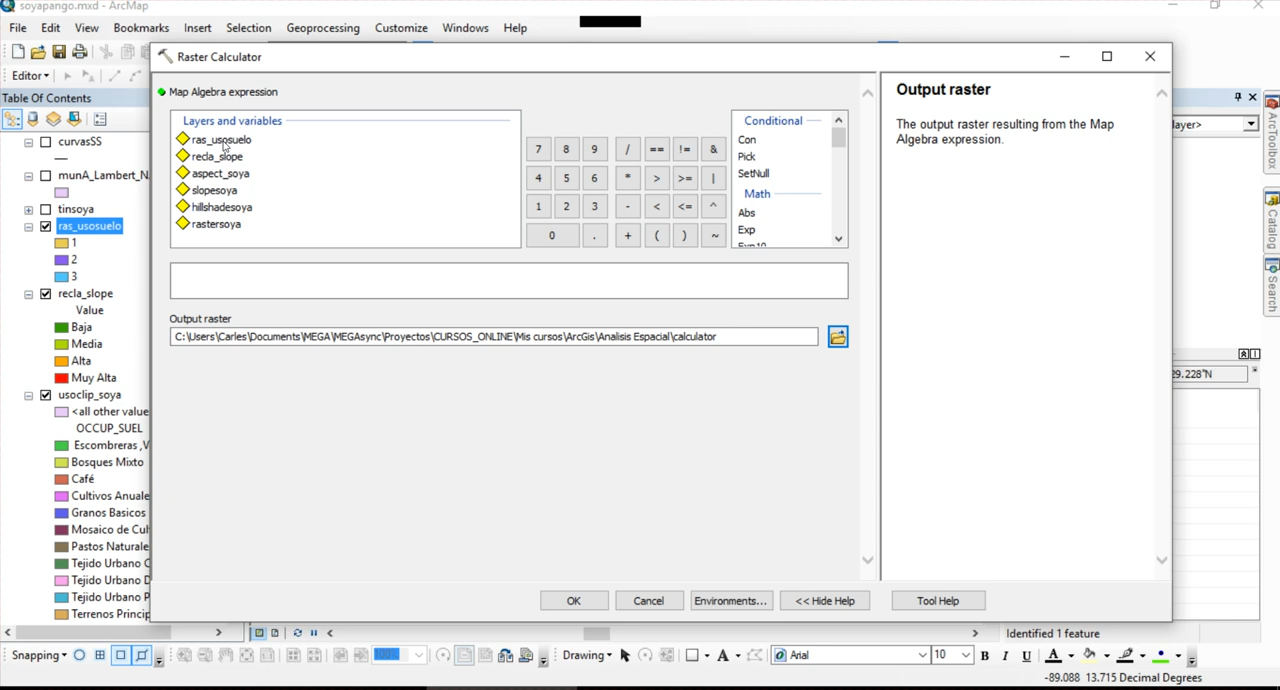 soyapango.mxd - ArcMap
File Edit View Bookmarks Insert Selection Geoprocessing Customize Windows Help
Raster Calculator
Editor
Table Of Contents
curvasSS
munA_Lambert_N
tinsoya
ras_usosuelo
1
2
3
recla_slope
Value
Baja
Media
Alta
Muy Alta
usoclip_soya
<all other value
OCCUP_SUEL
Escombreras ,V
Bosques Mixto
Café
Cultivos Anuale
Granos Basicos
Mosaico de Cul
Pastos Naturale
Tejido Urbano C
Tejido Urbano D
Tejido Urbano P
Terrenos Princip
Map Algebra expression
Layers and variables
ras_usosuelo
recla_slope
aspect_soya
slopesoya
hillshadesoya
rastersoya
7 8 9 / == != &
4 5 6 * > >= |
1 2 3 - < <= ^
0 . + ( ) ~
Conditional
Con
Pick
SetNull
Math
Abs
Exp
Exp10
Output raster
C:\Users\Carles\Documents\MEGA\MEGAsync\Proyectos\CURSOS_ONLINE\Mis cursos\ArcGis\Analisis Espacial\calculator
OK Cancel Environments... << Hide Help Tool Help
Output raster
The output raster resulting from the Map
Algebra expression.
layer>
ArcToolbox
Catalog
Search
29.228"N
Identified 1 feature
Snapping
100%
Drawing
A
Arial
10
B I U A
-89.088 13.715 Decimal Degrees